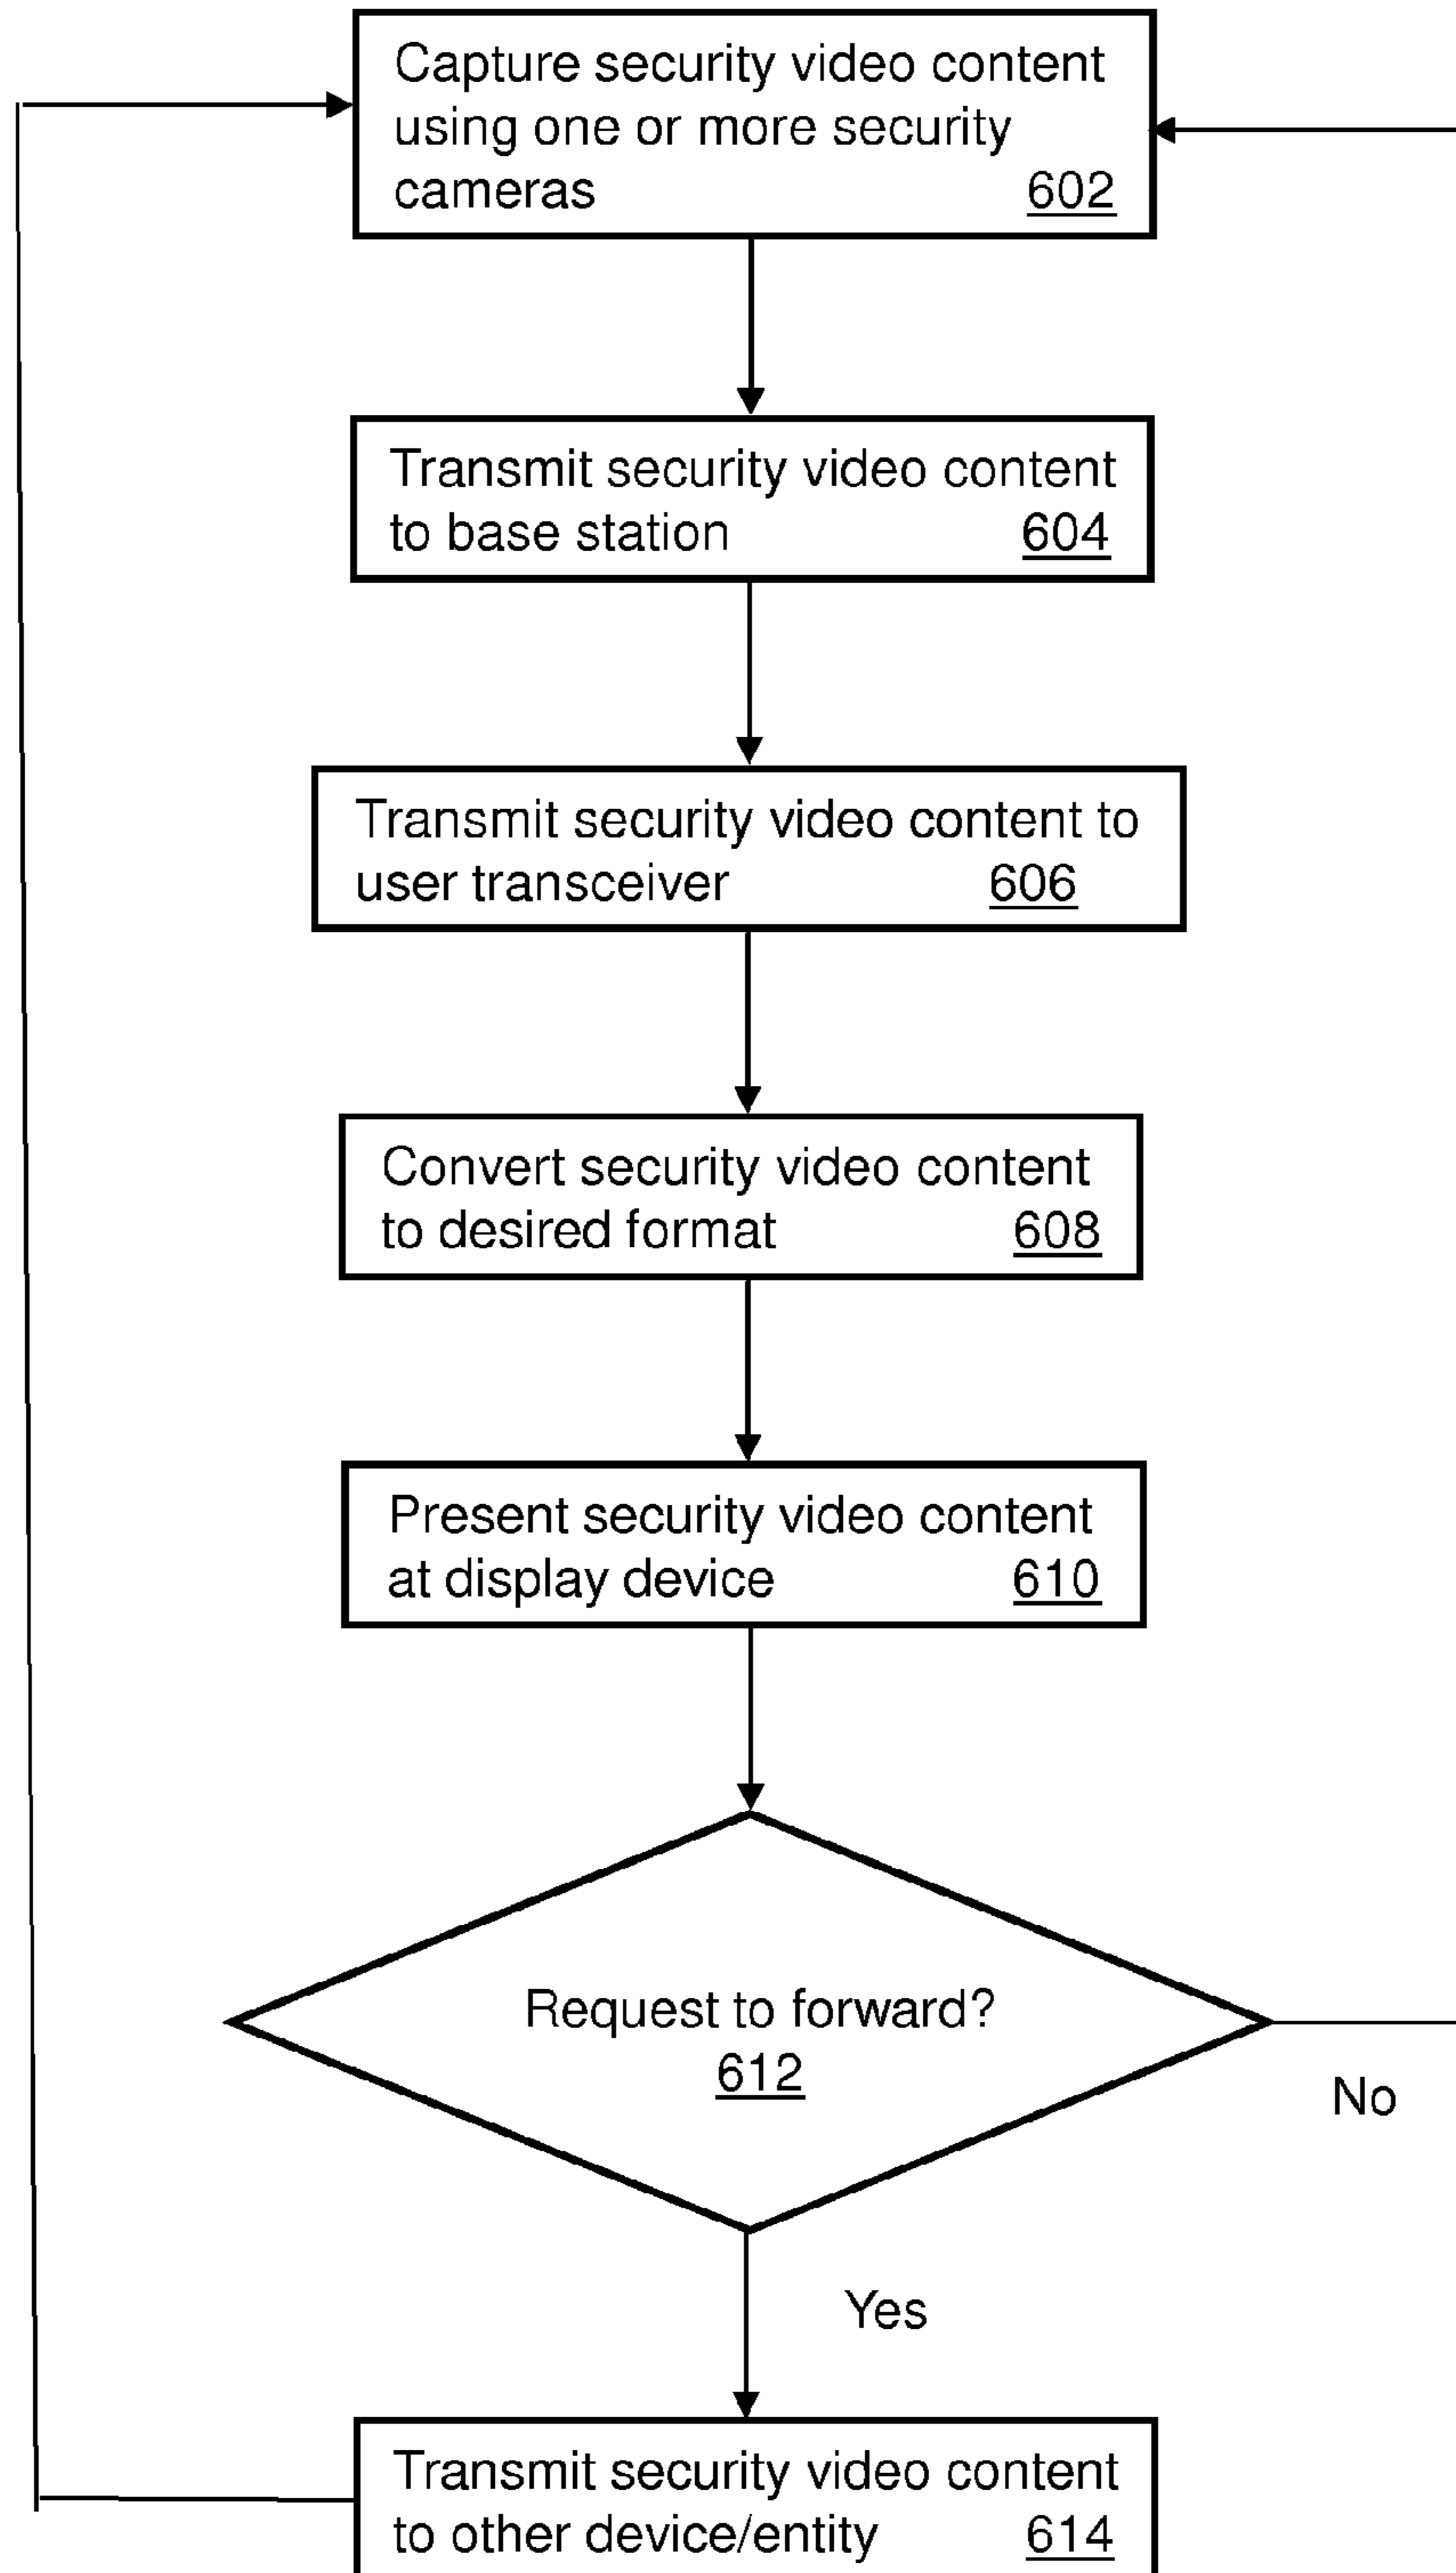 Capture security video content
using one or more security
cameras 602
Transmit security video content
to base station 604
Transmit security video content to
user transceiver 606
Convert security video content
to desired format 608
Present security video content
at display device 610
Request to forward?
612
No
Yes
Transmit security video content
to other device/entity 614